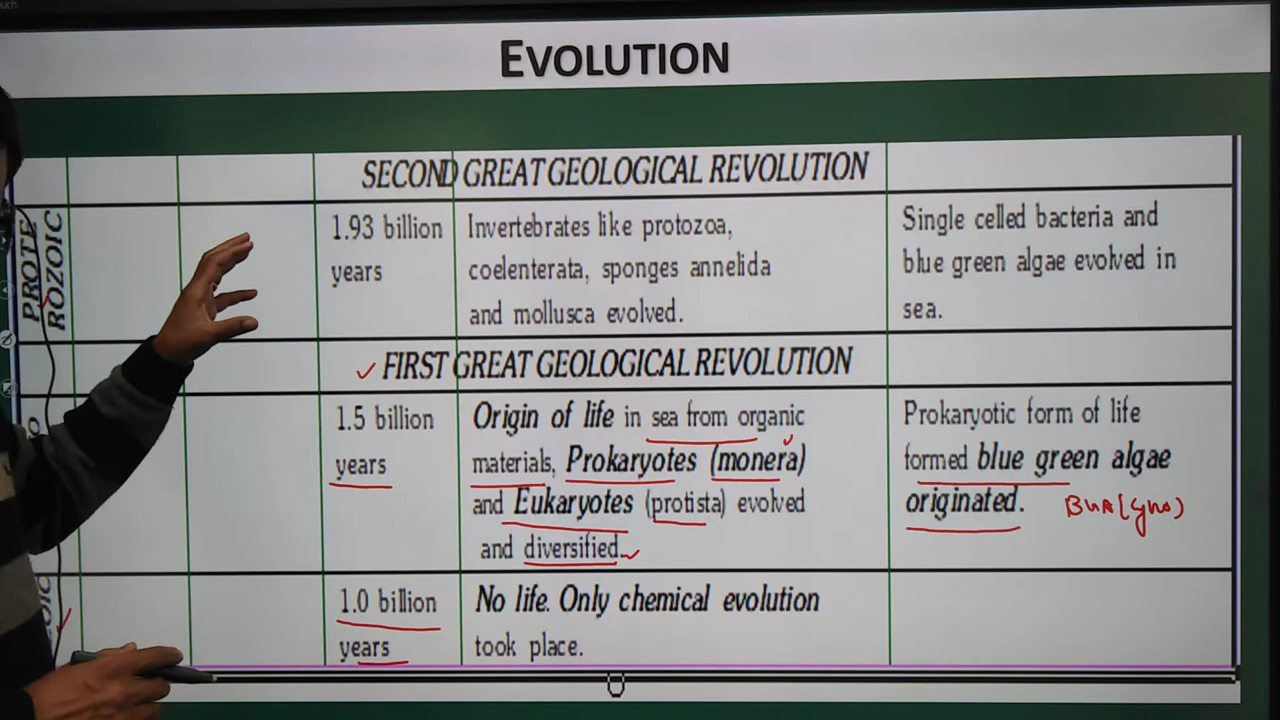 EVOLUTION
SECOND GREAT GEOLOGICAL REVOLUTION
PROTE
ROZOIC
1.93 billion
years
Invertebrates like protozoa,
coelenterata, sponges annelida
and mollusca evolved.
Single celled bacteria and
blue green algae evolved in
sea.
FIRST GREAT GEOLOGICAL REVOLUTION
1.5 billion
years
Origin of life in sea from organic
materials, Prokaryotes (monera)
and Eukaryotes (protista) evolved
and diversified.
Prokaryotic form of life
formed blue green algae
originated.
1.0 billion
years
No life. Only chemical evolution
took place.